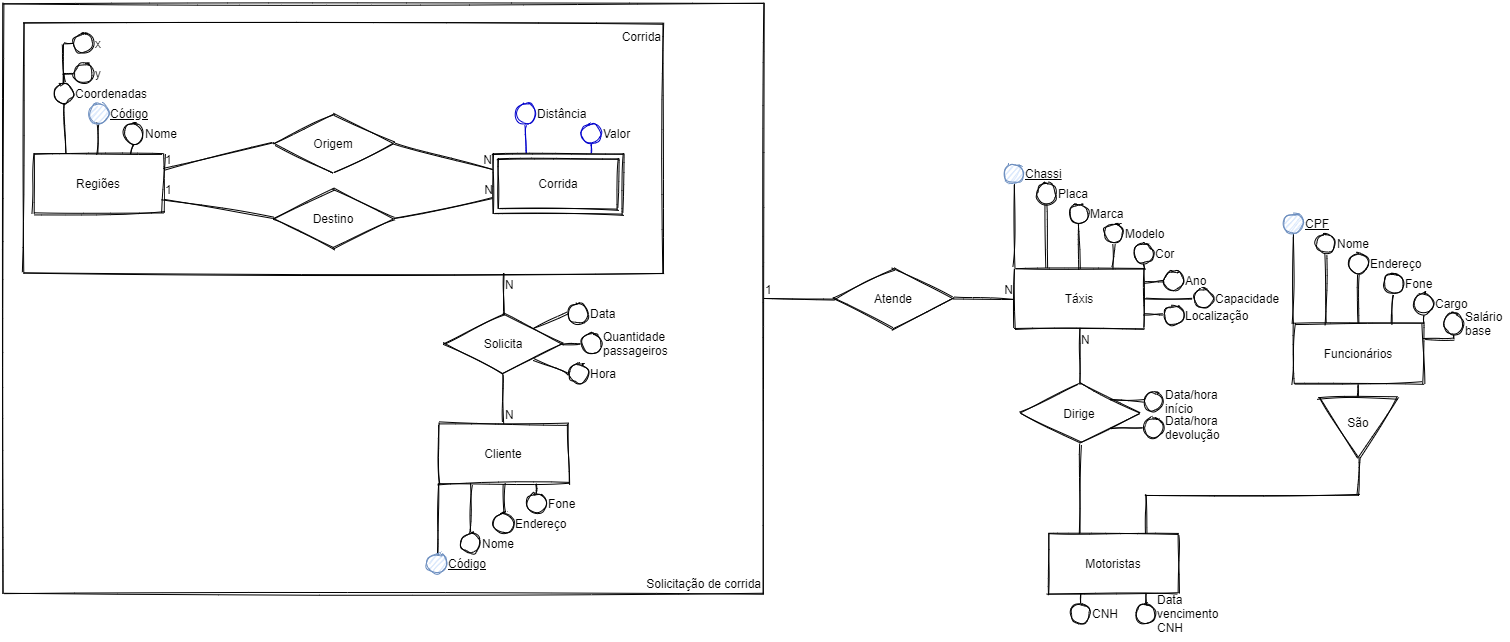 Corrida
x
y
Coordenadas
Código
Nome
Distância
Valor
1
Origem
N
Regiões
Corrida
1
Destino
N
N
Solicita
Data
Quantidade
passageiros
Hora
N
Cliente
Fone
Endereço
Nome
Código
Solicitação de corrida
1
Atende
N
Chassi
Placa
Marca
Modelo
Cor
Ano
Capacidade
Localização
Táxis
N
Dirige
Data/hora
início
Data/hora
devolução
Motoristas
CNH
Data
vencimento
CNH
CPF
Nome
Endereço
Fone
Cargo
Salário
base
Funcionários
São